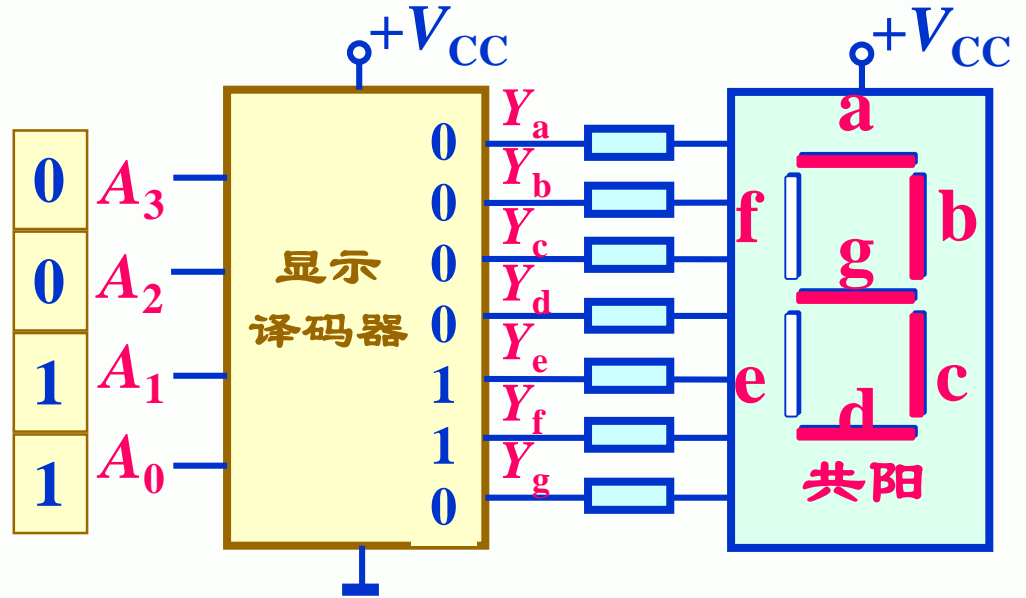 +VCC
+VCC
0 A3
0 A2
1 A1
1 A0
显示
译码器
0 Ya
0 Yb
0 Yc
0 Yd
1 Ye
1 Yf
0 Yg
a
f b
g
e c
d
共阳